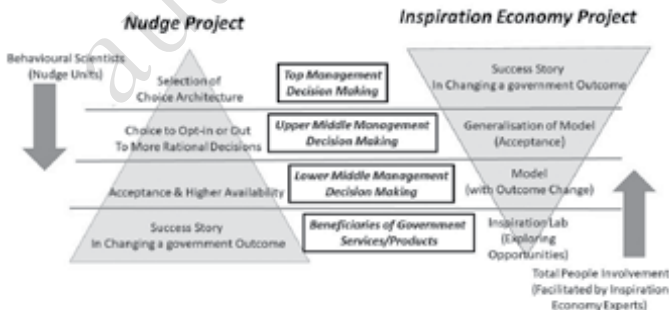 Nudge Project
Inspiration Economy Project
Behavioural Scientists
(Nudge Units)
Selection of
Choice Architecture
Top Management
Decision Making
Success Story
In Changing a government Outcome
Choice to Opt-in or Out
To More Rational Decisions
Upper Middle Management
Decision Making
Generalisation of Model
(Acceptance)
Acceptance & Higher Availability
Lower Middle Management
Decision Making
Model
(with Outcome Change)
Success Story
In Changing a government Outcome
Beneficiaries of Government
Services/Products
Inspiration Lab
(Exploring
Opportunities)
Total People Involvement
(Facilitated by Inspiration
Economy Experts)